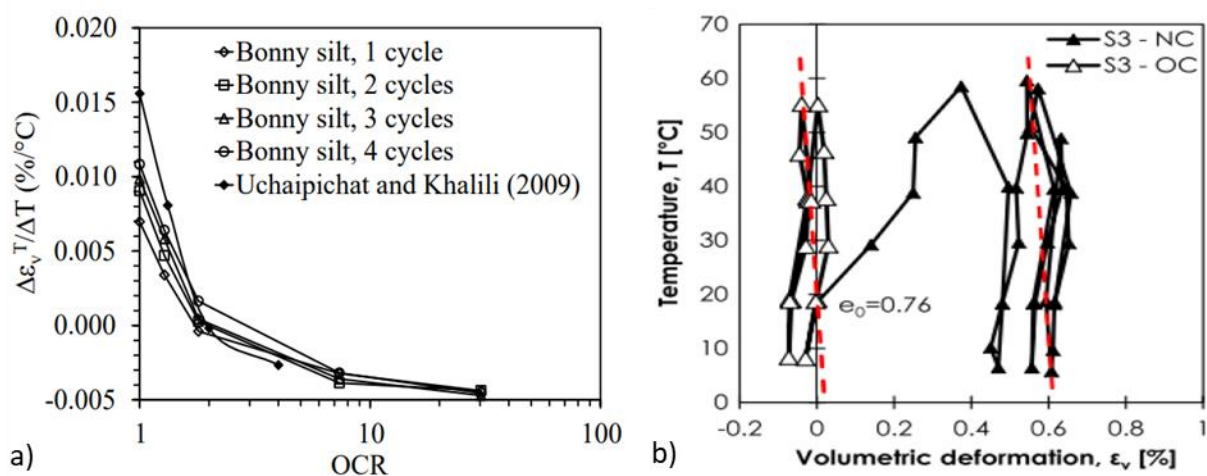 0.020
0.015
0.010
0.005
0.000
-0.005
Δεvᵀ/ΔT (%/°C)
Bonny silt, 1 cycle
Bonny silt, 2 cycles
Bonny silt, 3 cycles
Bonny silt, 4 cycles
Uchaipichat and Khalili (2009)
1 10 100
OCR
a)
70
60
50
40
30
20
10
0
Temperature, T [°C]
S3 - NC
S3 - OC
e₀=0.76
-0.2 0 0.2 0.4 0.6 0.8 1
Volumetric deformation, εv [%]
b)